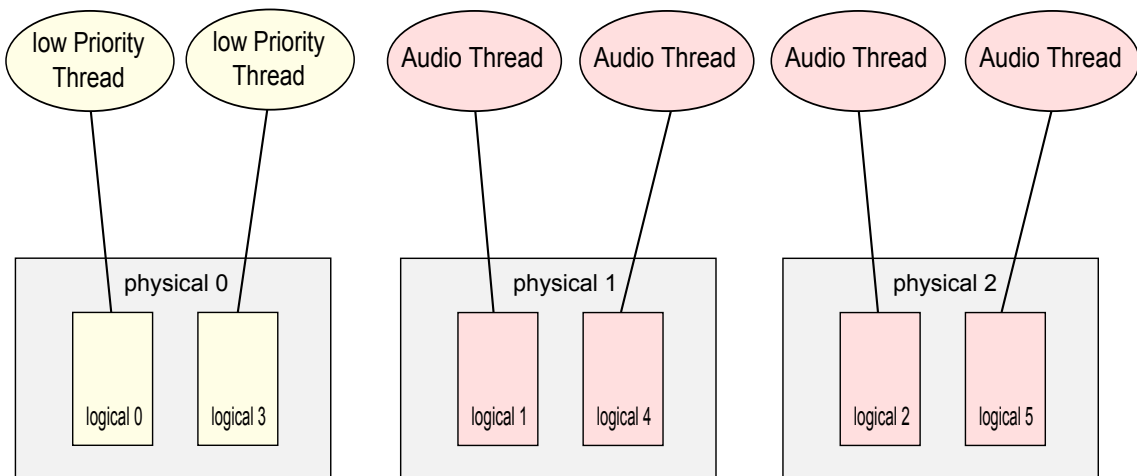 low Priority
Thread
low Priority
Thread
Audio Thread
Audio Thread
Audio Thread
Audio Thread
physical 0
physical 1
physical 2
logical 0
logical 3
logical 1
logical 4
logical 2
logical 5